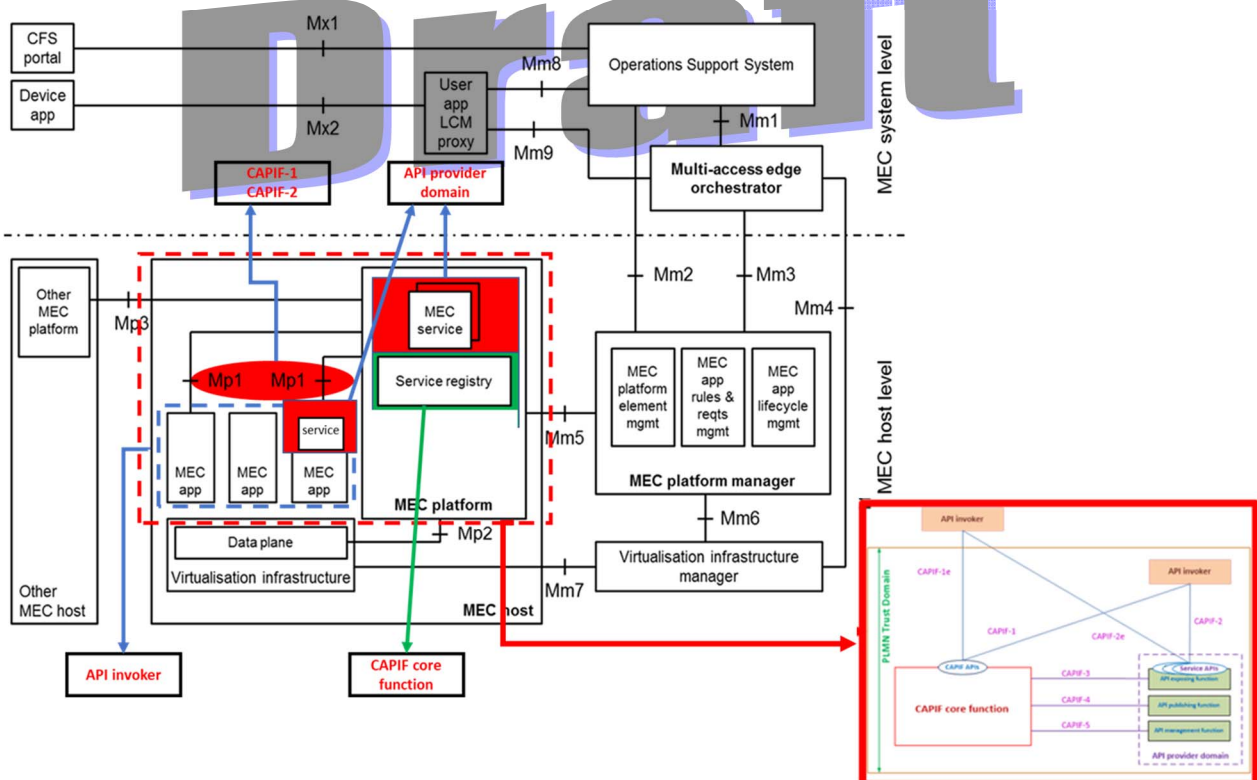 Draft
CFS
portal
Mx1
Operations Support System
Mm8
Device
app
User
app
LCM
proxy
Mx2
Mm9
Mm1
MEC system level
CAPIF-1
CAPIF-2
API provider
domain
Multi-access edge
orchestrator
Mm2
Mm3
Mm4
Other
MEC
platform
Mp3
MEC
service
Service registry
Mp1
Mp1
service
MEC
app
MEC
app
MEC
app
MEC platform
Mm5
MEC
platform
element
mgmt
MEC
app
rules &
reqts
mgmt
MEC
app
lifecycle
mgmt
MEC platform manager
MEC host level
Mp2
Data plane
Virtualisation infrastructure
Mm6
Virtualisation infrastructure
manager
Mm7
Other
MEC host
MEC host
API invoker
CAPIF core
function
API invoker
API invoker
CAPIF-1e
PLMN Trust Domain
CAPIF-1
CAPIF-2e
CAPIF-2
CAPIF APIs
Service APIs
CAPIF-3
API exposing function
CAPIF core function
CAPIF-4
API publishing function
CAPIF-5
API management function
API provider domain